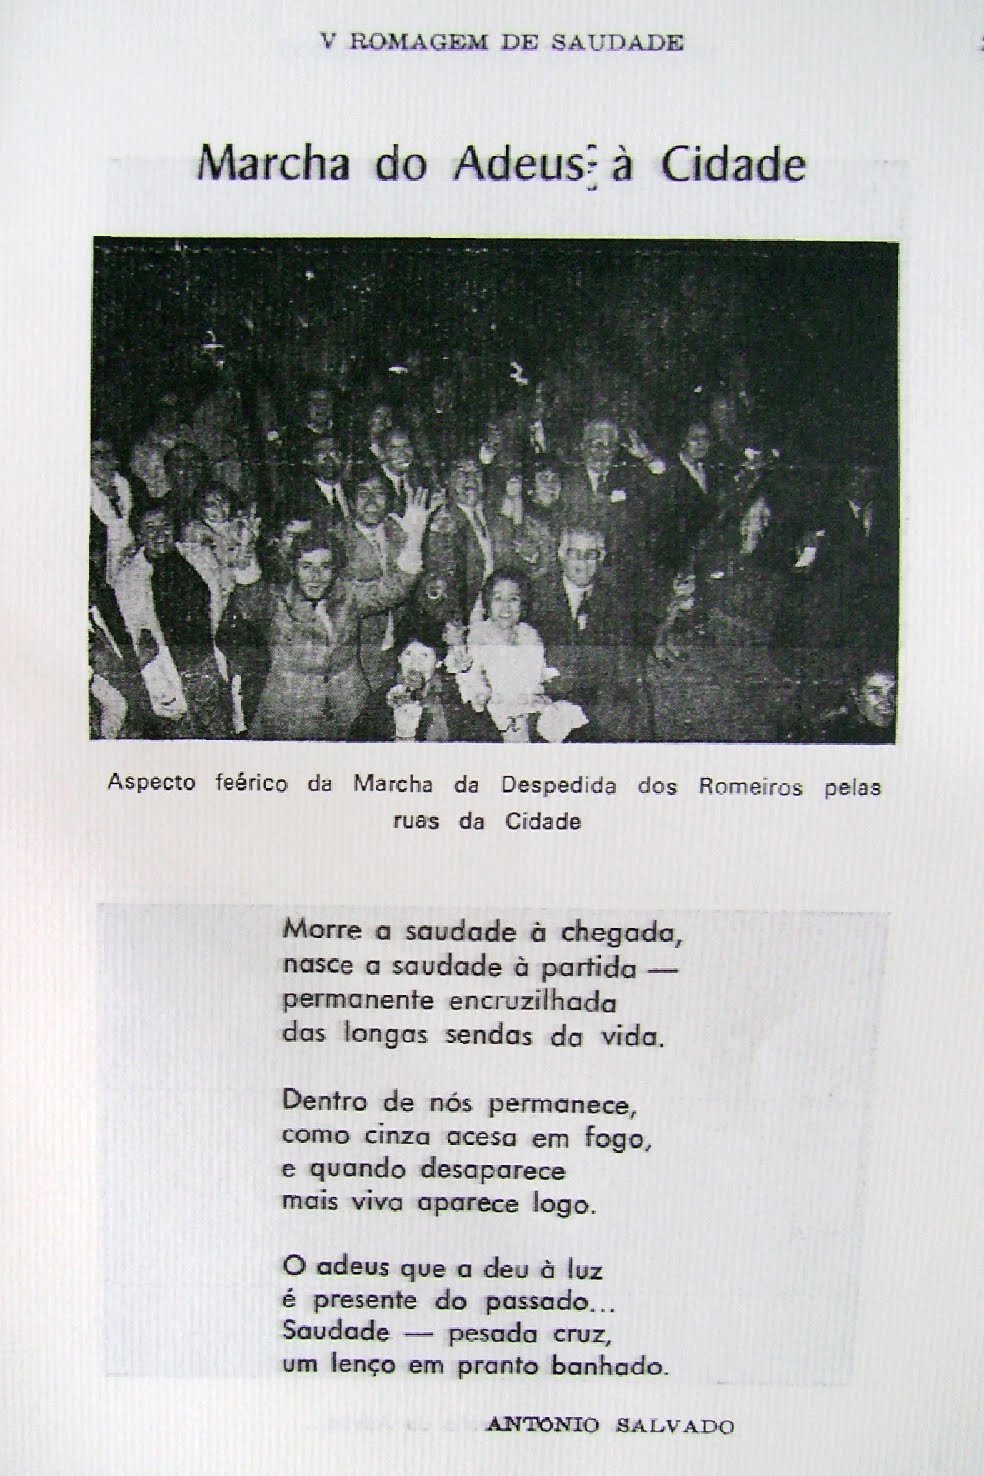 V ROMAGEM DE SAUDADE
Marcha do Adeus à Cidade
Aspecto feérico da Marcha da Despedida dos Romeiros pelas
ruas da Cidade
Morre a saudade à chegada,
nasce a saudade à partida —
permanente encruzilhada
das longas sendas da vida.
Dentro de nós permanece,
como cinza acesa em fogo,
e quando desaparece
mais viva aparece logo.
O adeus que a deu à luz
é presente do passado...
Saudade — pesada cruz,
um lenço em pranto banhado.
ANTONIO SALVADO